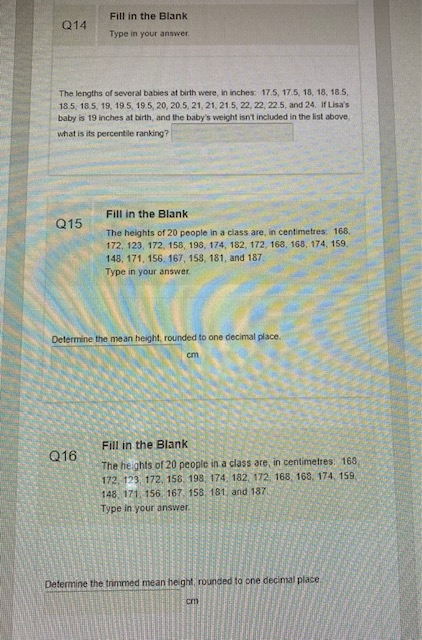 Q14
Fill in the Blank
Type in your answer.
The lengths of several babies at birth were, in inches: 17.5, 17.5, 18, 18, 18.5,
18.5, 18.5, 19, 19.5, 19.5, 20, 20.5, 21, 21, 21.5, 22, 22, 22.5, and 24. If Lisa's
baby is 19 inches at birth, and the baby's weight isn't included in the list above,
what is its percentile ranking?
Q15
Fill in the Blank
The heights of 20 people in a class are, in centimetres: 168,
172, 123, 172, 158, 198, 174, 182, 172, 168, 168, 174, 159,
148, 171, 156, 167, 158, 181, and 187.
Type in your answer.
Determine the mean height, rounded to one decimal place.
cm
Q16
Fill in the Blank
The heights of 20 people in a class are, in centimetres: 168,
172, 123, 172, 158, 198, 174, 182, 172, 168, 168, 174, 159,
148, 171, 156, 167, 158, 181, and 187.
Type in your answer.
Determine the trimmed mean height, rounded to one decimal place.
cm